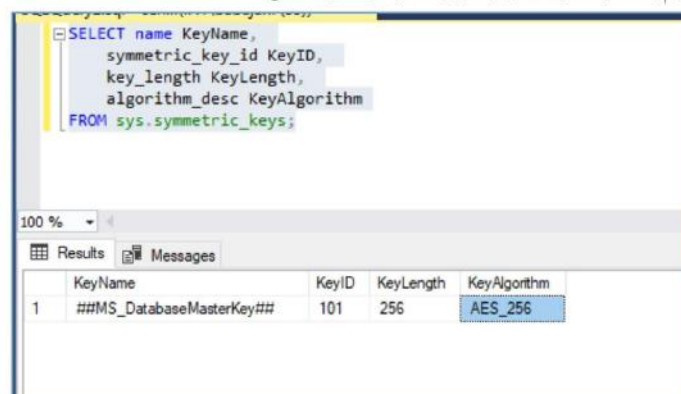 SELECT name KeyName,
symmetric_key_id KeyID,
key_length KeyLength,
algorithm_desc KeyAlgorithm
FROM sys.symmetric_keys;
100 %
Results Messages
KeyName KeyID KeyLength KeyAlgorithm
1 ##MS_DatabaseMasterKey## 101 256 AES_256